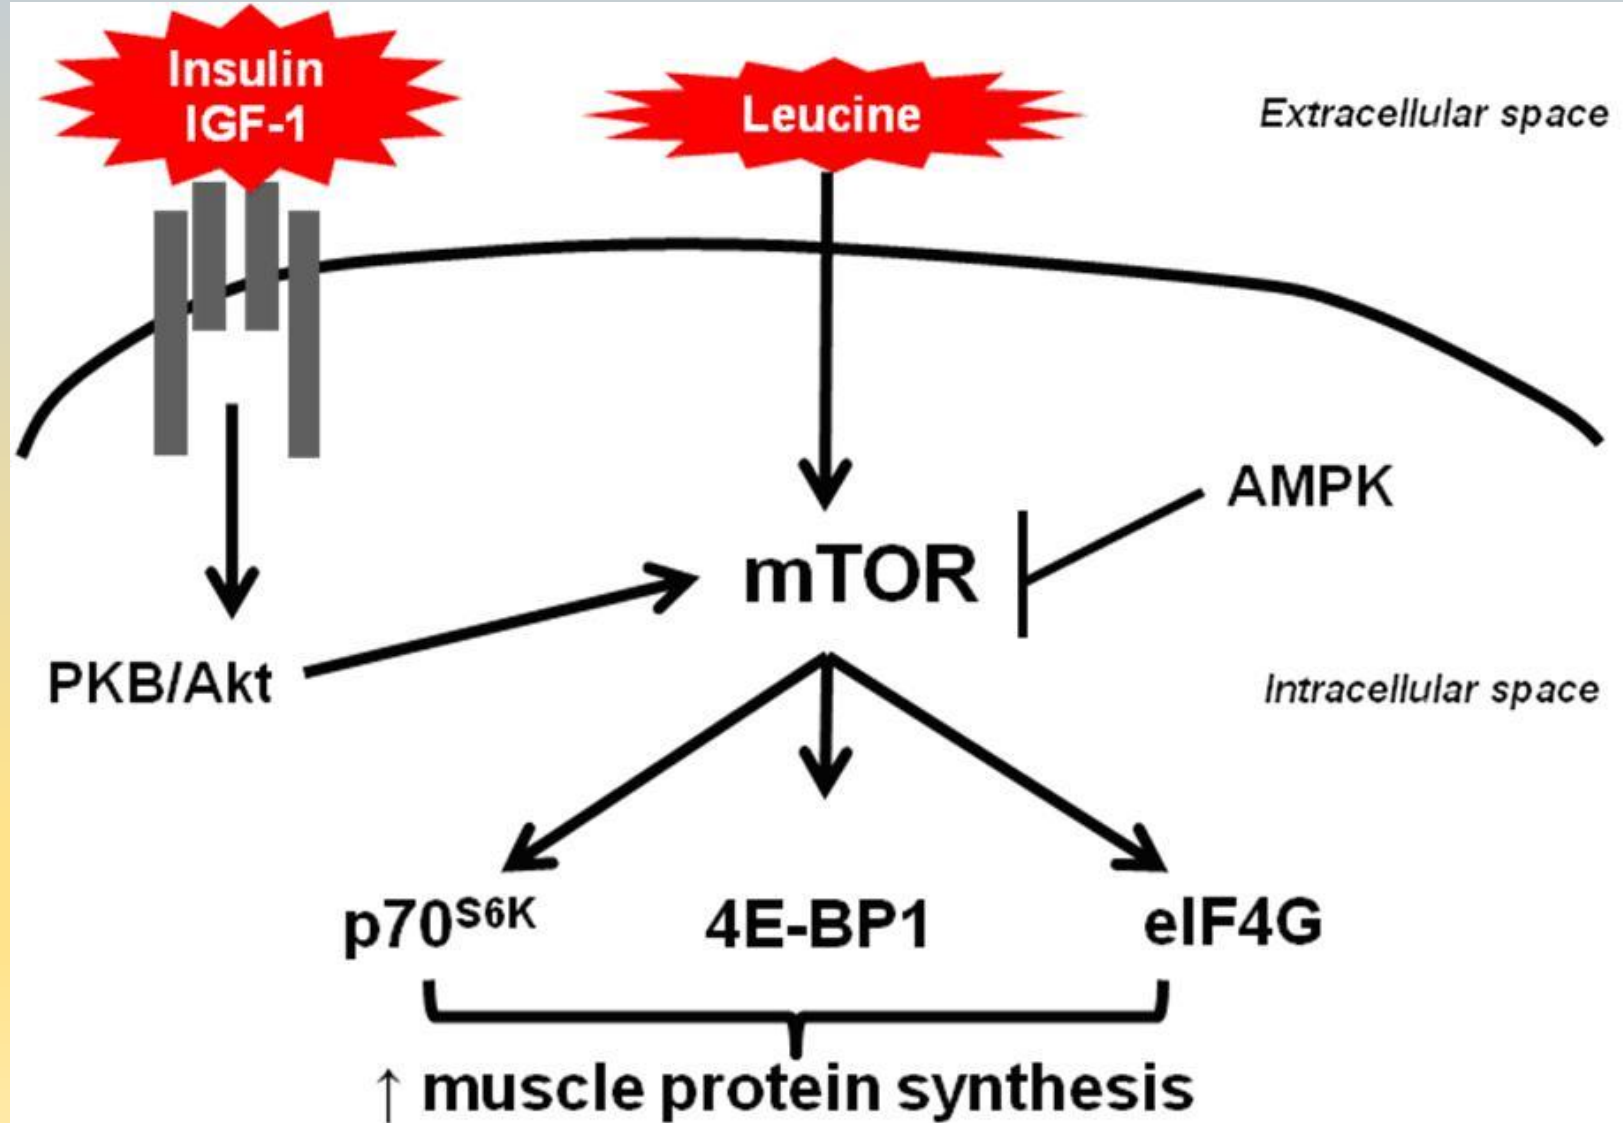 Insulin
IGF-1
Leucine
Extracellular space
AMPK
mTOR
PKB/Akt
Intracellular space
p70S6K
4E-BP1
eIF4G
↑ muscle protein synthesis